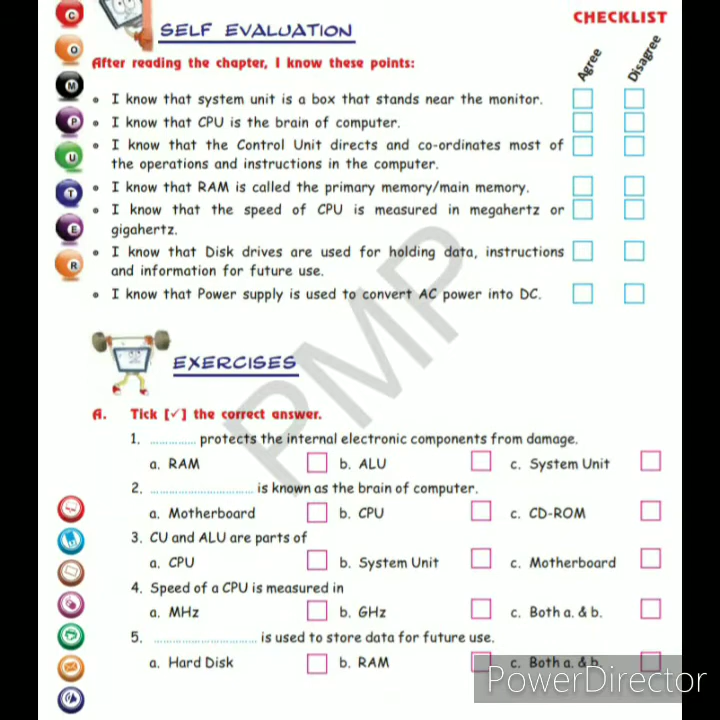 CHECKLIST
SELF EVALUATION
After reading the chapter, I know these points:
Agree
Disagree
• I know that system unit is a box that stands near the monitor.
• I know that CPU is the brain of computer.
• I know that the Control Unit directs and co-ordinates most of
the operations and instructions in the computer.
• I know that RAM is called the primary memory/main memory.
• I know that the speed of CPU is measured in megahertz or
gigahertz.
• I know that Disk drives are used for holding data, instructions
and information for future use.
• I know that Power supply is used to convert AC power into DC.
C
O
M
P
U
T
E
R
PMP
EXERCISES
A. Tick [✓] the correct answer.
1. .............. protects the internal electronic components from damage.
a. RAM b. ALU c. System Unit
2. ............................... is known as the brain of computer.
a. Motherboard b. CPU c. CD-ROM
3. CU and ALU are parts of
a. CPU b. System Unit c. Motherboard
4. Speed of a CPU is measured in
a. MHz b. GHz c. Both a. & b.
5. ............................... is used to store data for future use.
a. Hard Disk b. RAM c. Both a. & b.
PowerDirector